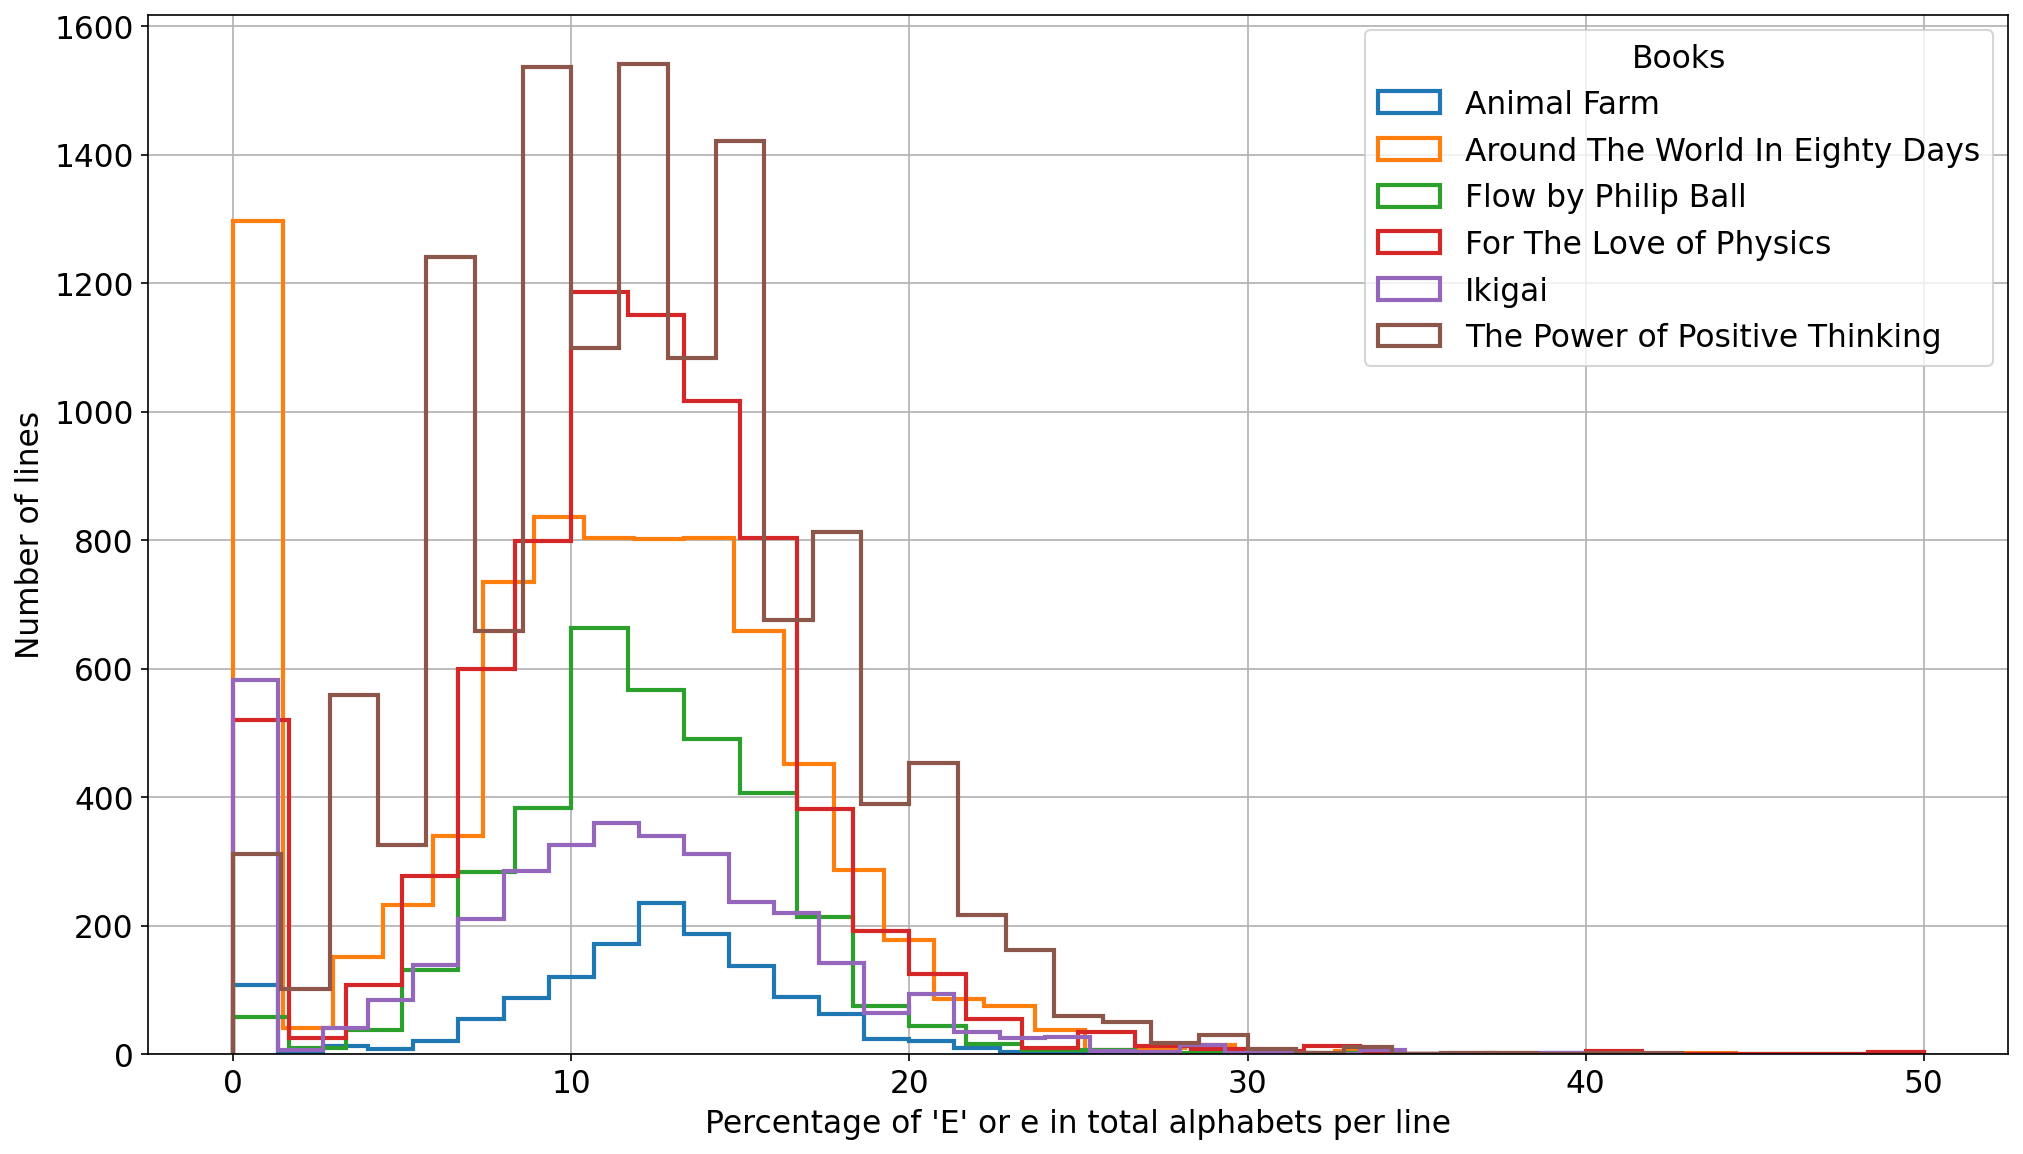 1600
1400
1200
1000
800
600
400
200
0
Number of lines
0 10 20 30 40 50
Percentage of 'E' or e in total alphabets per line
Books
Animal Farm
Around The World In Eighty Days
Flow by Philip Ball
For The Love of Physics
Ikigai
The Power of Positive Thinking